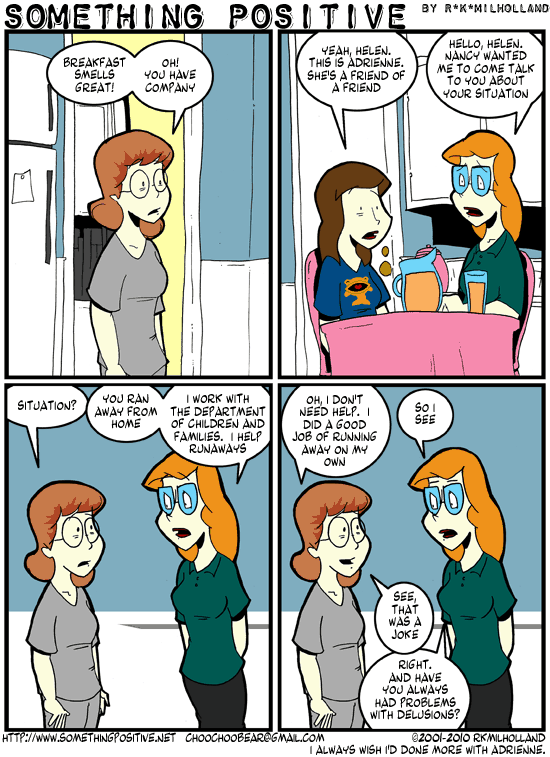 SOMETHING POSITIVE BY R*K*MILHOLLAND
BREAKFAST
SMELLS
GREAT!
OH!
YOU HAVE
COMPANY
YEAH, HELEN.
THIS IS ADRIENNE.
SHE'S A FRIEND OF
A FRIEND
HELLO, HELEN.
NANCY WANTED
ME TO COME TALK
TO YOU ABOUT
YOUR SITUATION
SITUATION?
YOU RAN
AWAY FROM
HOME
I WORK WITH
THE DEPARTMENT
OF CHILDREN AND
FAMILIES. I HELP
RUNAWAYS
OH, I DON'T
NEED HELP. I
DID A GOOD
JOB OF RUNNING
AWAY ON MY
OWN
SO I
SEE
SEE,
THAT
WAS A
JOKE
RIGHT.
AND HAVE
YOU ALWAYS
HAD PROBLEMS
WITH DELUSIONS?
HTTP://WWW.SOMETHINGPOSITIVE.NET CHOOCHOOBEAR@GMAIL.COM ©2001-2010 RKMILHOLLAND
I ALWAYS WISH I'D DONE MORE WITH ADRIENNE.